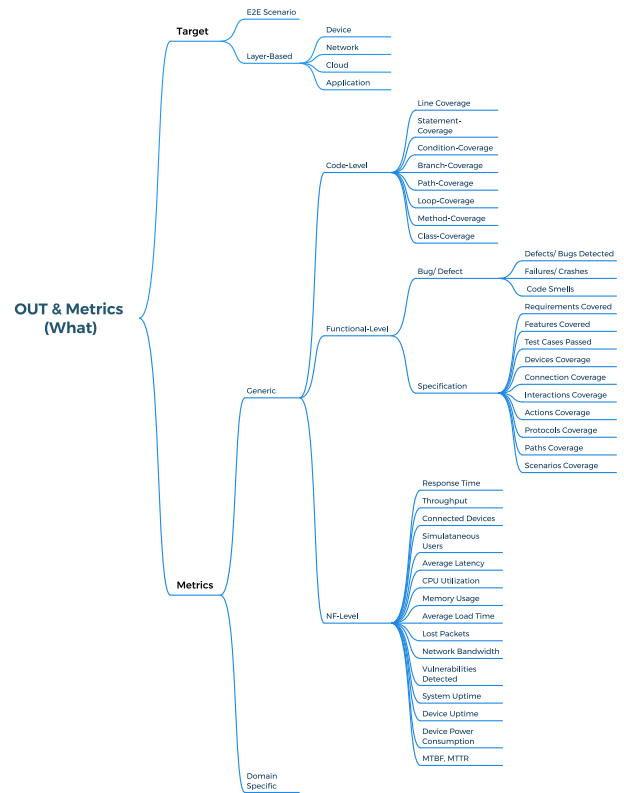 OUT & Metrics
(What)
Target
E2E Scenario
Layer-Based
Device
Network
Cloud
Application
Metrics
Generic
Code-Level
Line Coverage
Statement-
Coverage
Condition-Coverage
Branch-Coverage
Path-Coverage
Loop-Coverage
Method-Coverage
Class-Coverage
Functional-Level
Bug/ Defect
Defects/ Bugs Detected
Failures/ Crashes
Code Smells
Specification
Requirements Covered
Features Covered
Test Cases Passed
Devices Coverage
Connection Coverage
Interactions Coverage
Actions Coverage
Protocols Coverage
Paths Coverage
Scenarios Coverage
NF-Level
Response Time
Throughput
Connected Devices
Simulataneous
Users
Average Latency
CPU Utilization
Memory Usage
Average Load Time
Lost Packets
Network Bandwidth
Vulnerabilities
Detected
System Uptime
Device Uptime
Device Power
Consumption
MTBF, MTTR
Domain
Specific